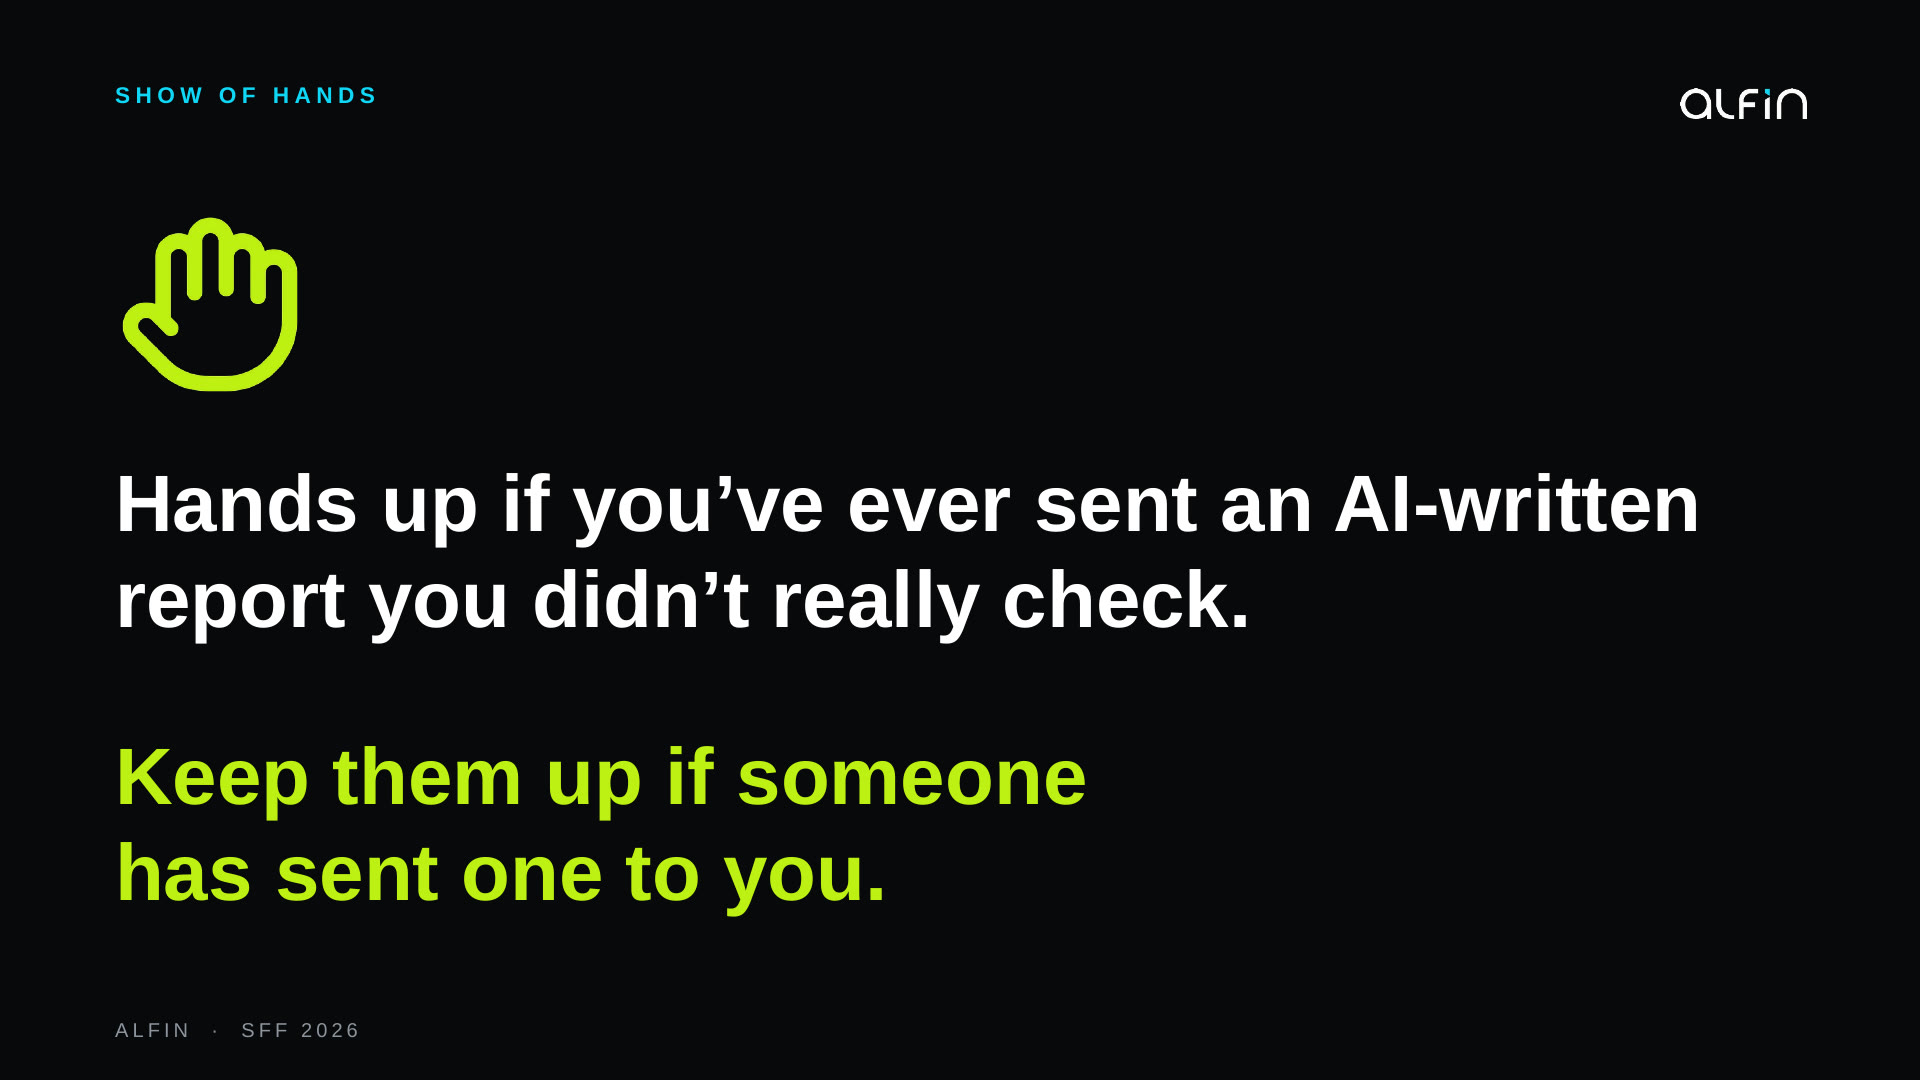 SHOW OF HANDS
alfin
Hands up if you’ve ever sent an AI-written
report you didn’t really check.
Keep them up if someone
has sent one to you.
ALFIN · SFF 2026